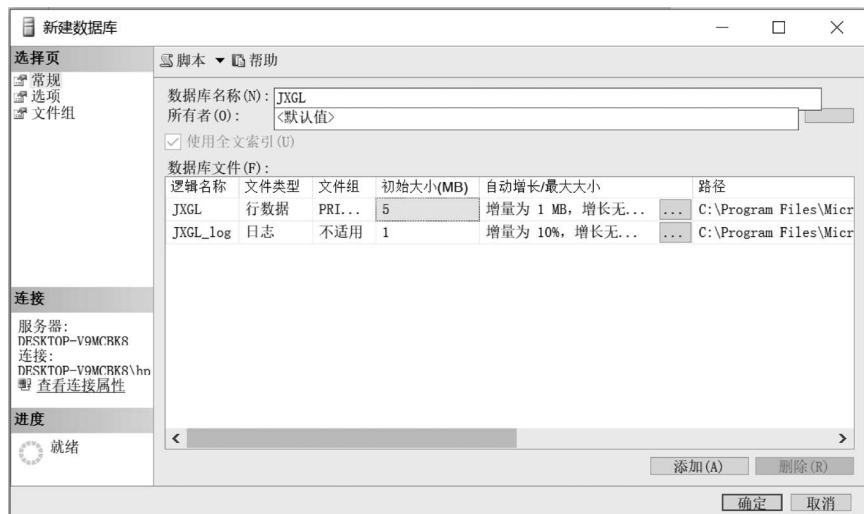 新建数据库
选择页
常规
选项
文件组
脚本 帮助
数据库名称(N): JXGL
所有者(O): <默认值>
使用全文索引(U)
数据库文件(F):
逻辑名称 文件类型 文件组 初始大小(MB) 自动增长/最大大小 路径
JXGL 行数据 PRI... 5 增量为 1 MB, 增长无... ... C:\Program Files\Micr
JXGL_log 日志 不适用 1 增量为 10%, 增长无... ... C:\Program Files\Micr
连接
服务器:
DESKTOP-V9MCBK8
连接:
DESKTOP-V9MCBK8\hp
查看连接属性
进度
就绪
添加(A) 删除(R)
确定 取消